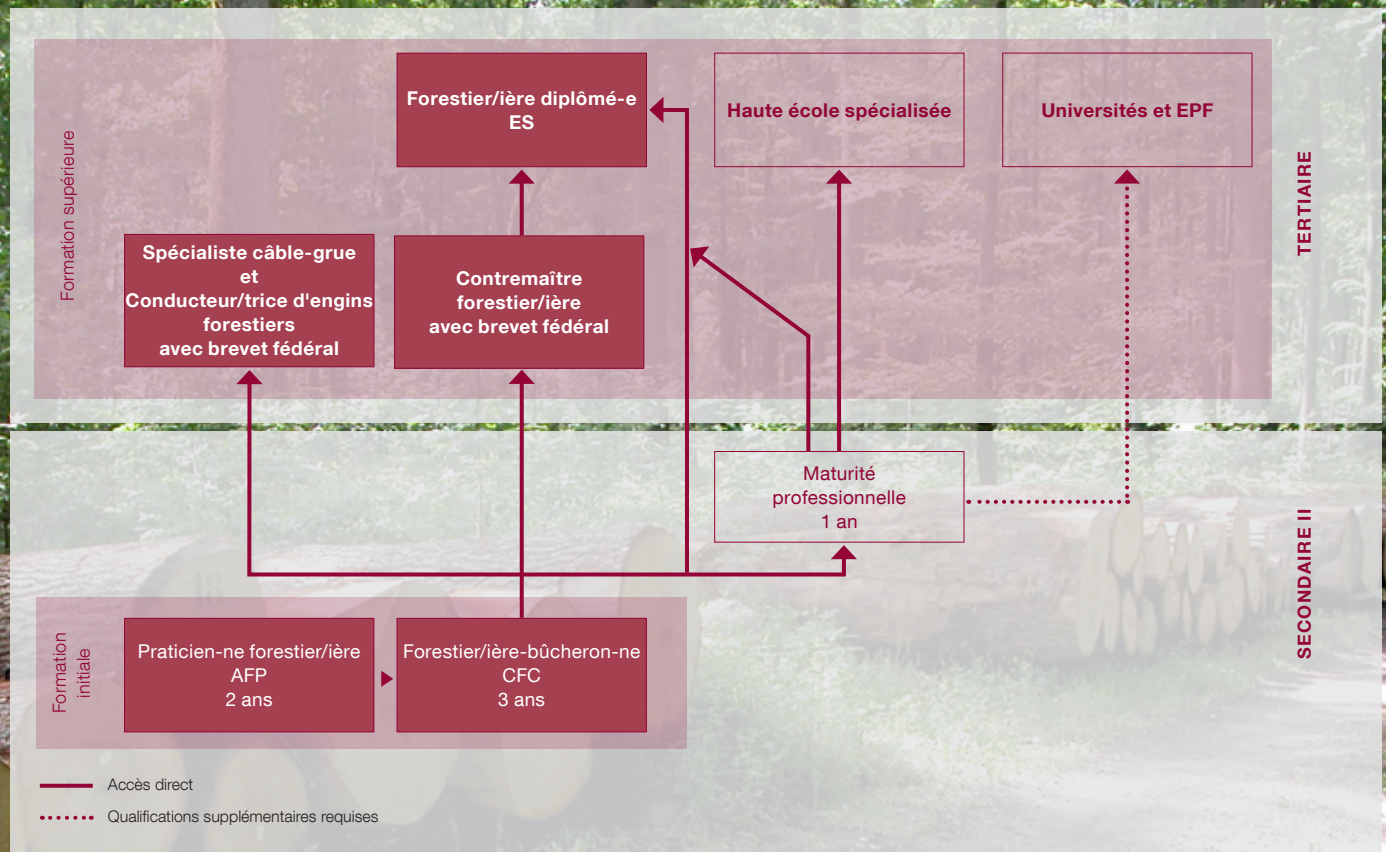 Formation supérieure
Forestier/ière diplômé-e
ES
Haute école spécialisée
Universités et EPF
TERTIAIRE
Spécialiste câble-grue
et
Conducteur/trice d'engins
forestiers
avec brevet fédéral
Contremaître
forestier/ière
avec brevet fédéral
Maturité
professionnelle
1 an
SECONDAIRE II
Formation
initiale
Praticien-ne forestier/ière
AFP
2 ans
Forestier/ière-bûcheron-ne
CFC
3 ans
Accès direct
Qualifications supplémentaires requises